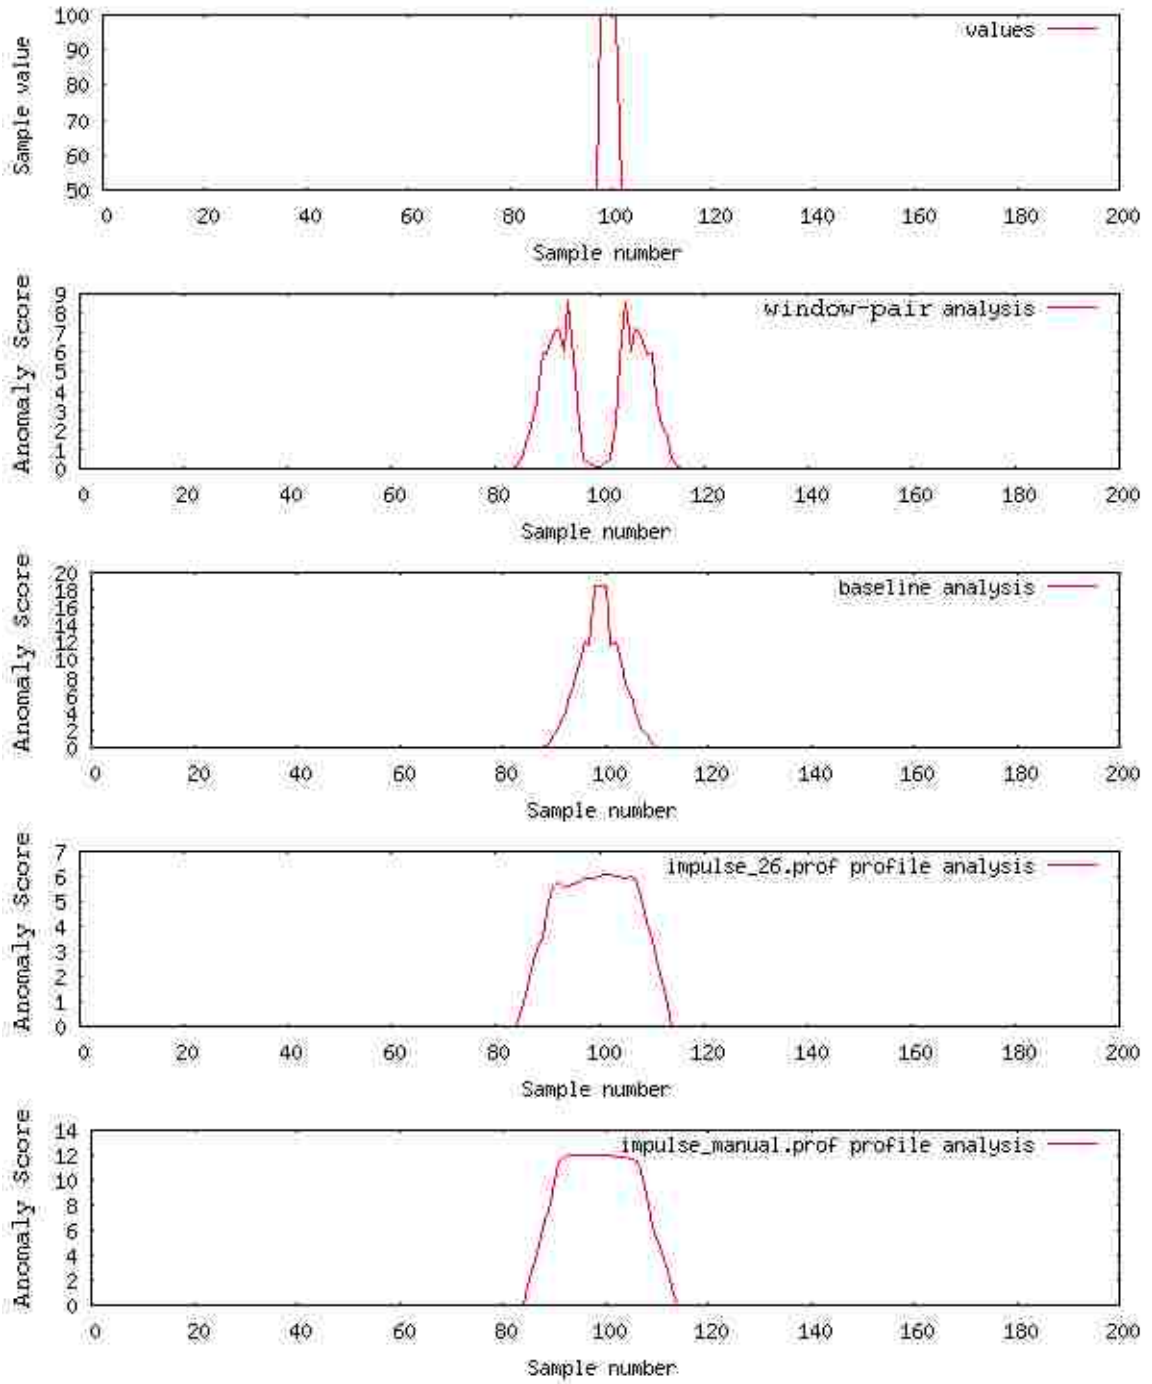 100
90
80
70
60
50
Sample value
values
0 20 40 60 80 100 120 140 160 180 200
Sample number
9
8
7
6
5
4
3
2
1
0
Anomaly Score
window-pair analysis
0 20 40 60 80 100 120 140 160 180 200
Sample number
20
18
16
14
12
10
8
6
4
2
0
Anomaly Score
baseline analysis
0 20 40 60 80 100 120 140 160 180 200
Sample number
7
6
5
4
3
2
1
0
Anomaly Score
impulse_26.prof profile analysis
0 20 40 60 80 100 120 140 160 180 200
Sample number
14
12
10
8
6
4
2
0
Anomaly Score
impulse_manual.prof profile analysis
0 20 40 60 80 100 120 140 160 180 200
Sample number